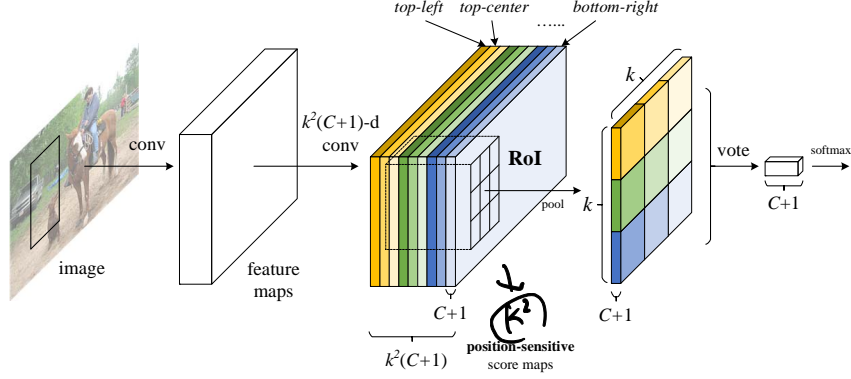 top-left top-center ...... bottom-right
k²(C+1)-d
conv
conv
RoI
pool
k
k
vote
softmax
C+1
image
feature
maps
C+1
C+1
k²(C+1)
k²
position-sensitive
score maps